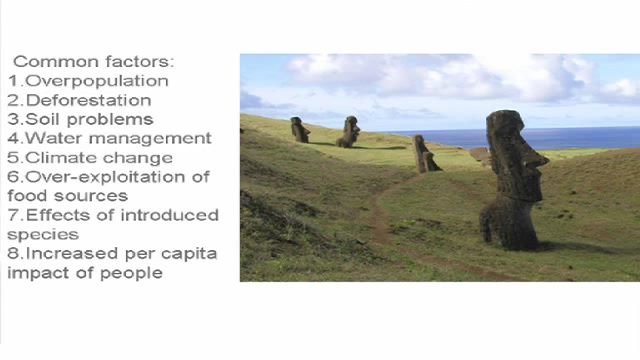 Common factors:
1.Overpopulation
2.Deforestation
3.Soil problems
4.Water management
5.Climate change
6.Over-exploitation of
food sources
7.Effects of introduced
species
8.Increased per capita
impact of people